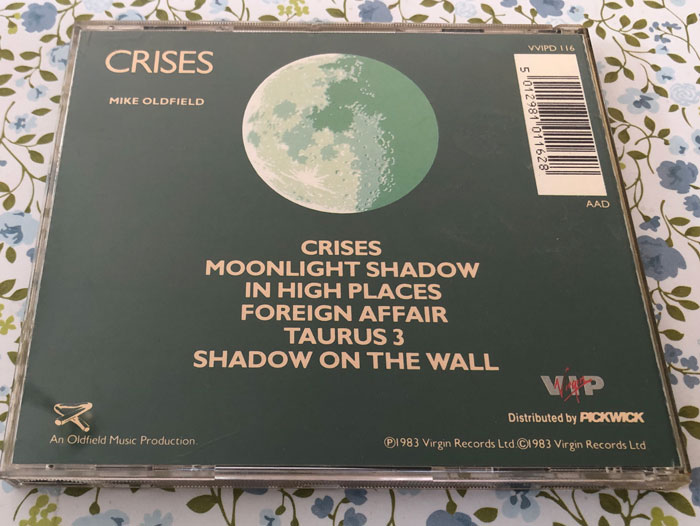 CRISES
MIKE OLDFIELD
VVIPD 116
5 012981 011628
AAD
CRISES
MOONLIGHT SHADOW
IN HIGH PLACES
FOREIGN AFFAIR
TAURUS 3
SHADOW ON THE WALL
Virgin VIP
Distributed by PICKWICK
An Oldfield Music Production.
℗1983 Virgin Records Ltd ©1983 Virgin Records Ltd.